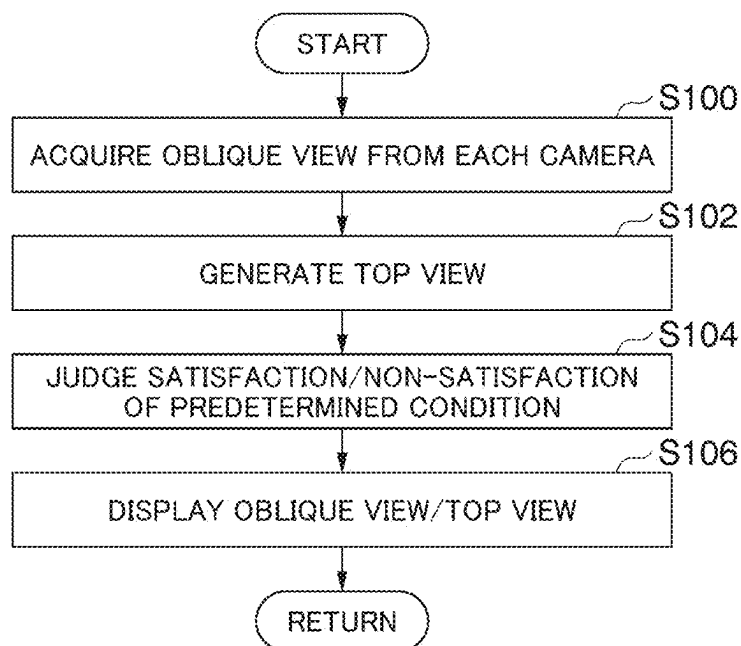 START
S100
ACQUIRE OBLIQUE VIEW FROM EACH CAMERA
S102
GENERATE TOP VIEW
S104
JUDGE SATISFACTION/NON-SATISFACTION
OF PREDETERMINED CONDITION
S106
DISPLAY OBLIQUE VIEW/TOP VIEW
RETURN